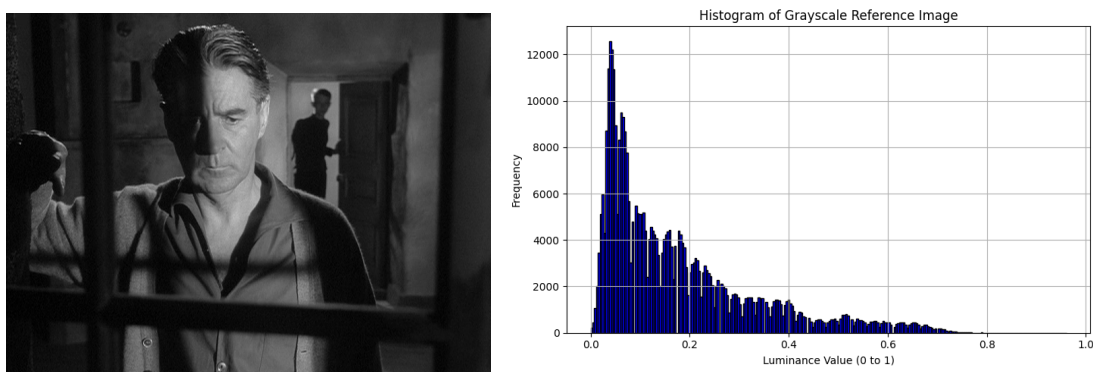 Histogram of Grayscale Reference Image
Frequency
12000
10000
8000
6000
4000
2000
0
0.0 0.2 0.4 0.6 0.8 1.0
Luminance Value (0 to 1)